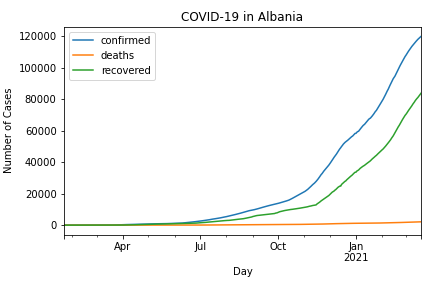 COVID-19 in Albania
confirmed
deaths
recovered
120000
100000
80000
60000
40000
20000
0
Number of Cases
Apr
Jul
Oct
Jan
2021
Day